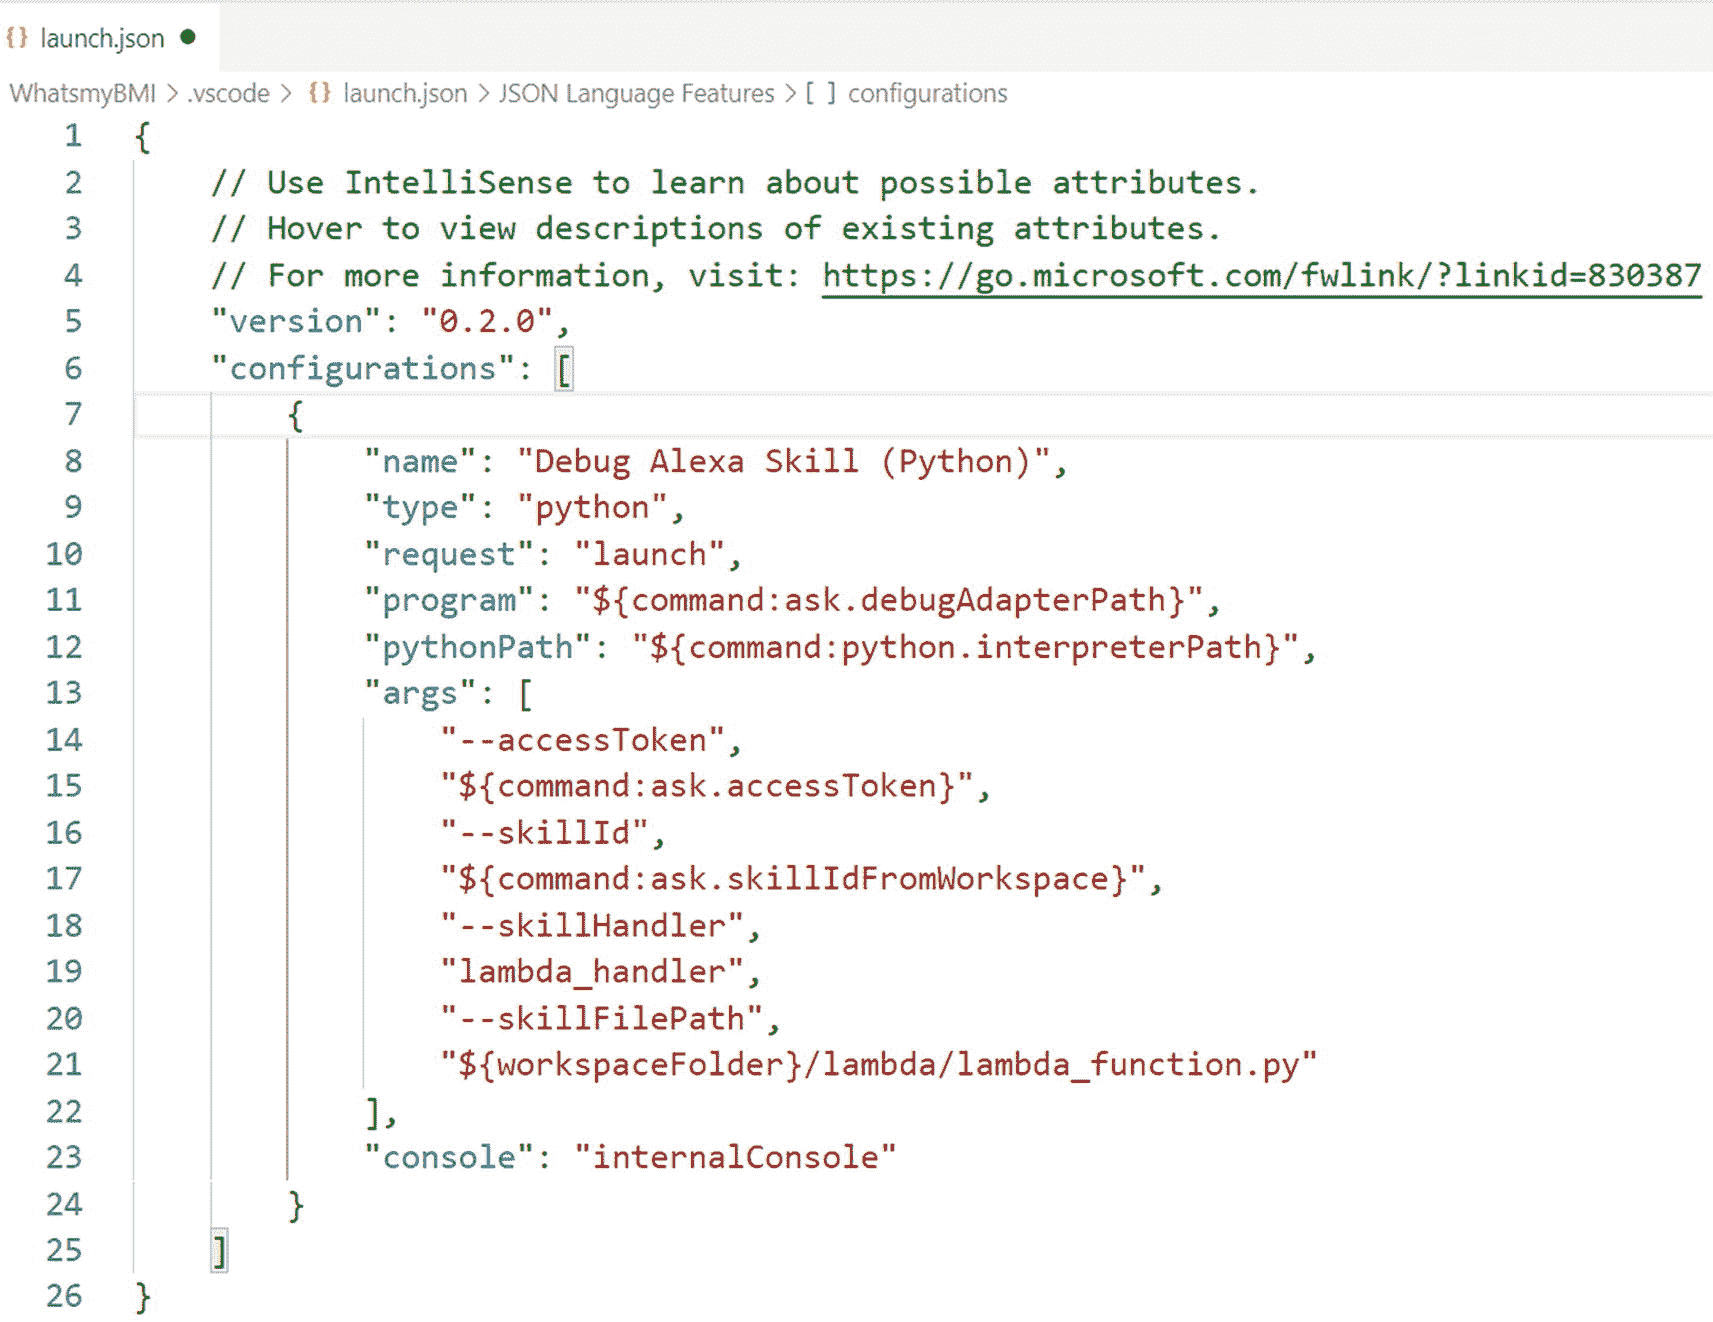 {} launch.json ●
WhatsmyBMI > .vscode > {} launch.json > JSON Language Features > [ ] configurations
1 {
2 // Use IntelliSense to learn about possible attributes.
3 // Hover to view descriptions of existing attributes.
4 // For more information, visit: https://go.microsoft.com/fwlink/?linkid=830387
5 "version": "0.2.0",
6 "configurations": [
7 {
8 "name": "Debug Alexa Skill (Python)",
9 "type": "python",
10 "request": "launch",
11 "program": "${command:ask.debugAdapterPath}",
12 "pythonPath": "${command:python.interpreterPath}",
13 "args": [
14 "--accessToken",
15 "${command:ask.accessToken}",
16 "--skillId",
17 "${command:ask.skillIdFromWorkspace}",
18 "--skillHandler",
19 "lambda_handler",
20 "--skillFilePath",
21 "${workspaceFolder}/lambda/lambda_function.py"
22 ],
23 "console": "internalConsole"
24 }
25 ]
26 }